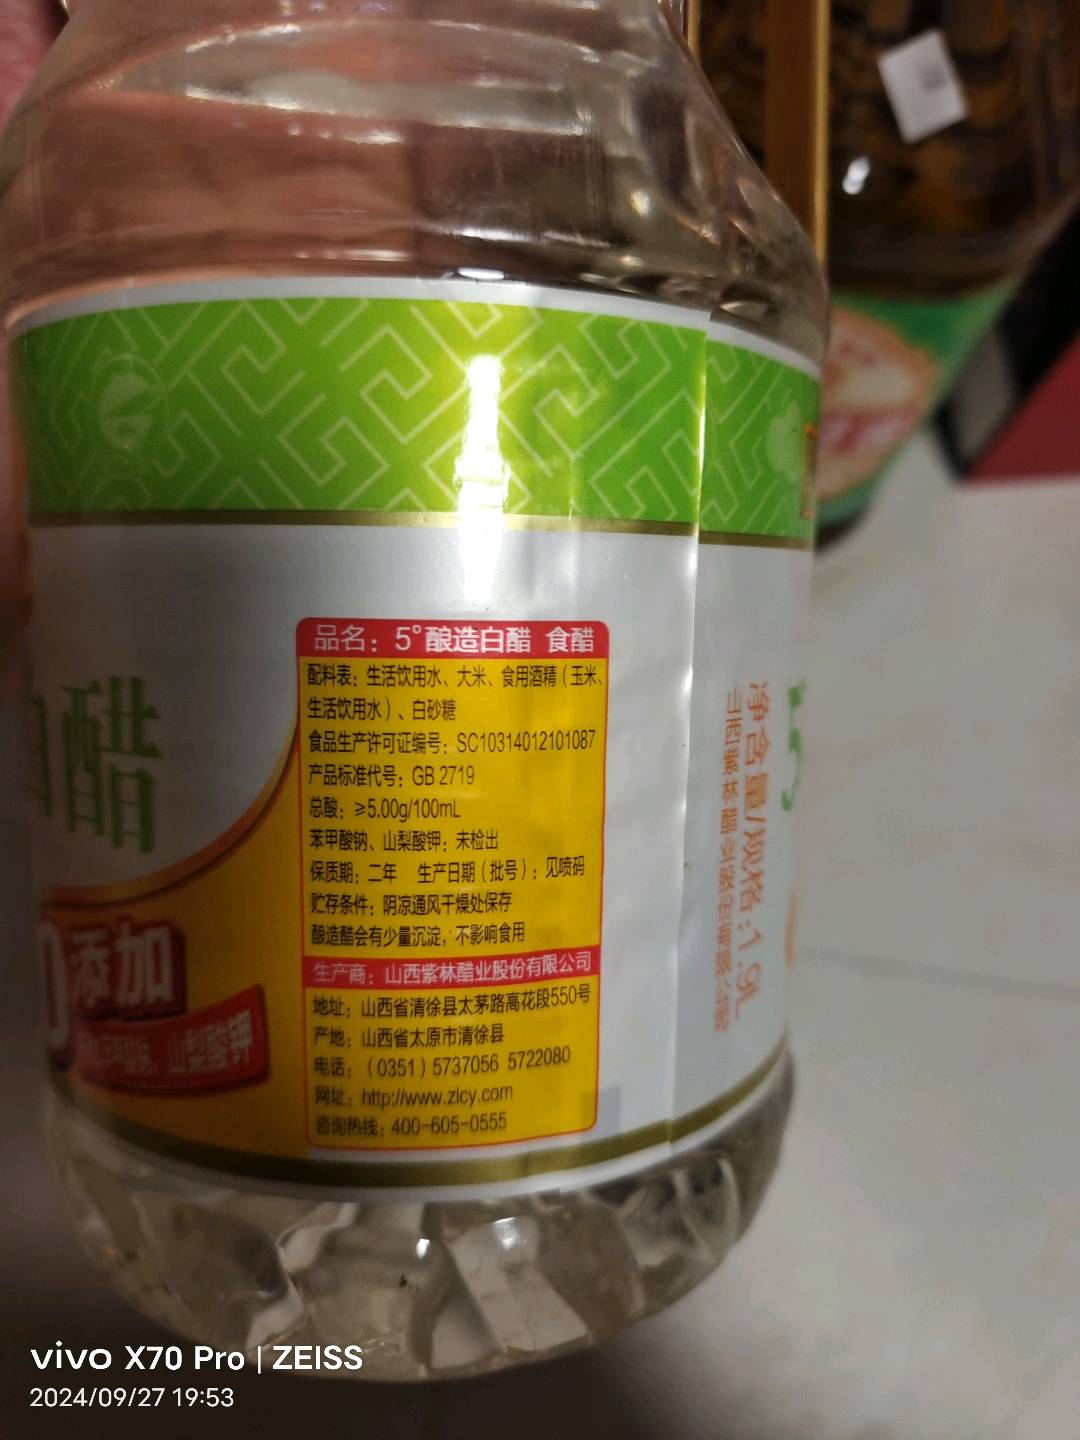 品名：5°酿造白醋 食醋
配料表：生活饮用水、大米、食用酒精（玉米、
生活饮用水）、白砂糖
食品生产许可证编号：SC10314012101087
产品标准代号：GB 2719
总酸：≥5.00g/100mL
苯甲酸钠、山梨酸钾：未检出
保质期：二年 生产日期（批号）：见喷码
贮存条件：阴凉通风干燥处保存
酿造醋会有少量沉淀，不影响食用
生产商：山西紫林醋业股份有限公司
地址：山西省清徐县太茅路高花段550号
产地：山西省太原市清徐县
电话：（0351）5737056 5722080
网址：http://www.zlcy.com
咨询热线：400-605-0555
白醋
0添加
山梨酸钾
净含量/规格：1.9L
山西紫林醋业股份有限公司
vivo X70 Pro | ZEISS
2024/09/27 19:53